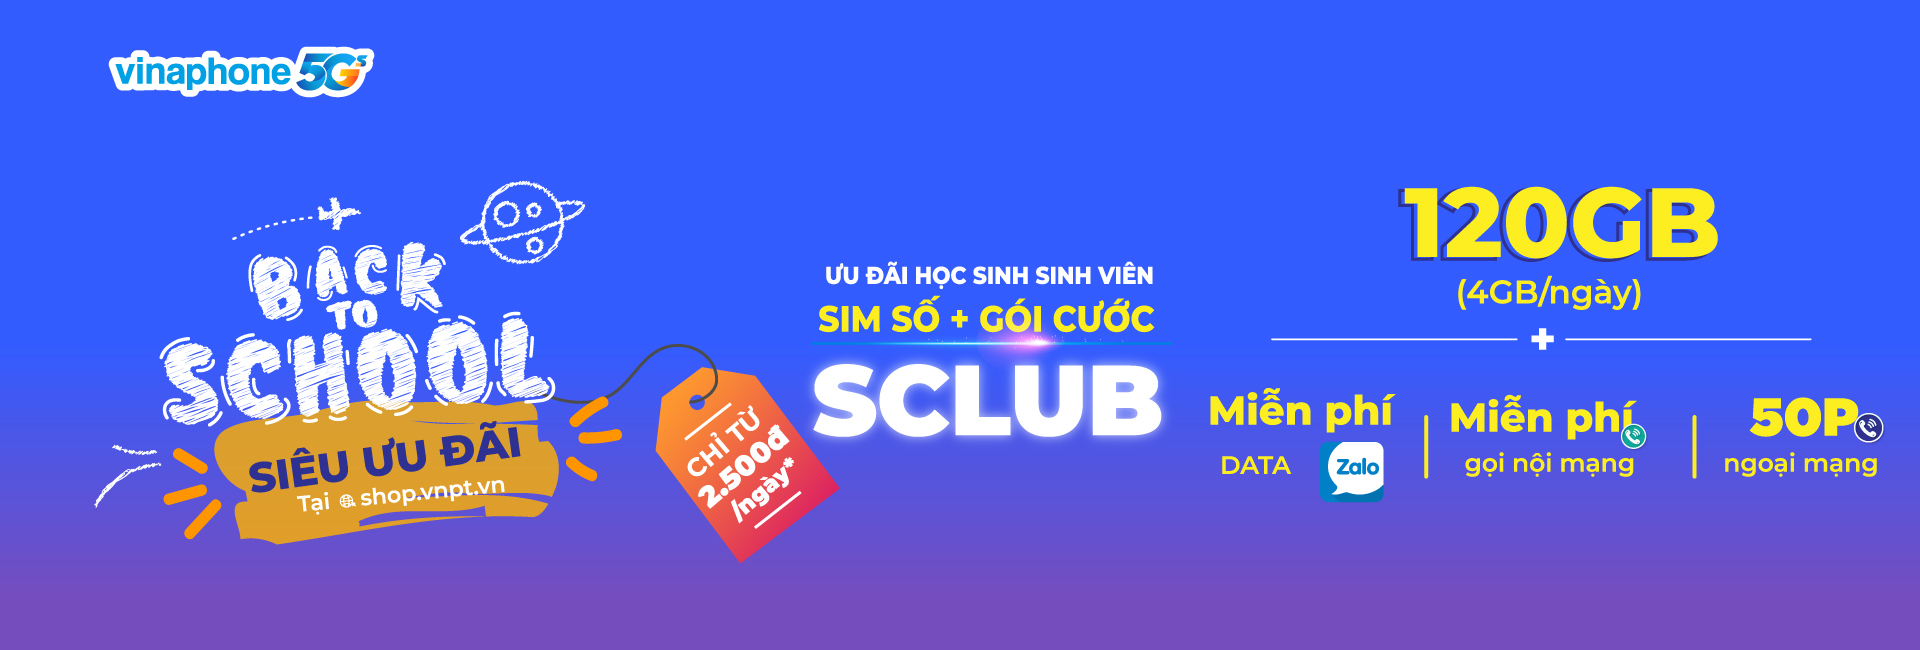 vinaphone 5Gs
BACK
TO
SCHOOL
SIÊU ƯU ĐÃI
Tại shop.vnpt.vn
CHỈ TỪ
2.500đ
/ngày*
ƯU ĐÃI HỌC SINH SINH VIÊN
SIM SỐ + GÓI CƯỚC
SCLUB
120GB
(4GB/ngày)
+
Miễn phí
DATA Zalo
Miễn phí
gọi nội mạng
50P
ngoại mạng